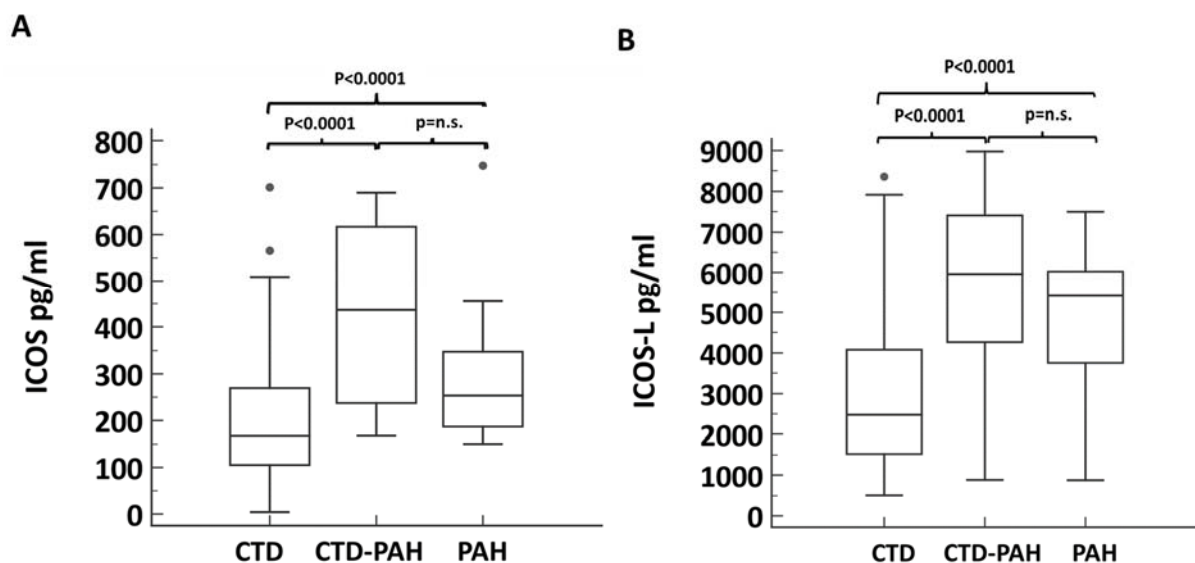 A
P<0.0001
P<0.0001 p=n.s.
800
700
600
500
400
300
200
100
0
ICOS pg/ml
CTD CTD-PAH PAH
B
P<0.0001
P<0.0001 p=n.s.
9000
8000
7000
6000
5000
4000
3000
2000
1000
0
ICOS-L pg/ml
CTD CTD-PAH PAH